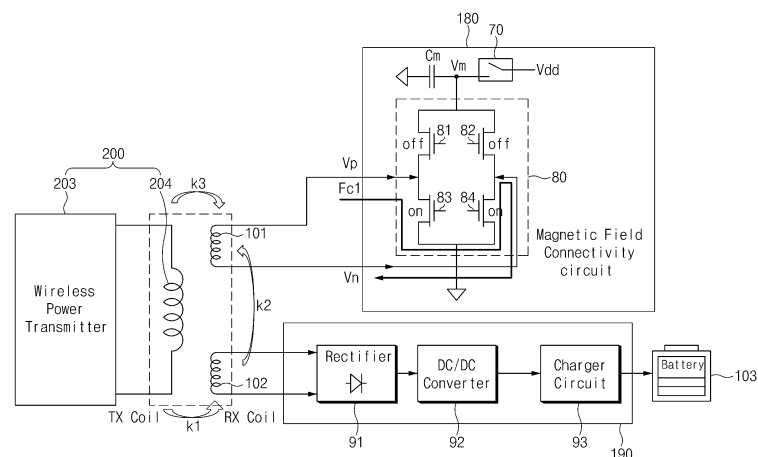 180
70
Cm
Vm
Vdd
81
82
off
off
80
200
203
204
k3
Vp
Fc1
83
84
on
on
101
Magnetic Field
Connectivity
circuit
Vn
Wireless
Power
Transmitter
k2
Rectifier
DC/DC
Converter
Charger
Circuit
Battery
103
102
TX Coil
k1
RX Coil
91
92
93
190